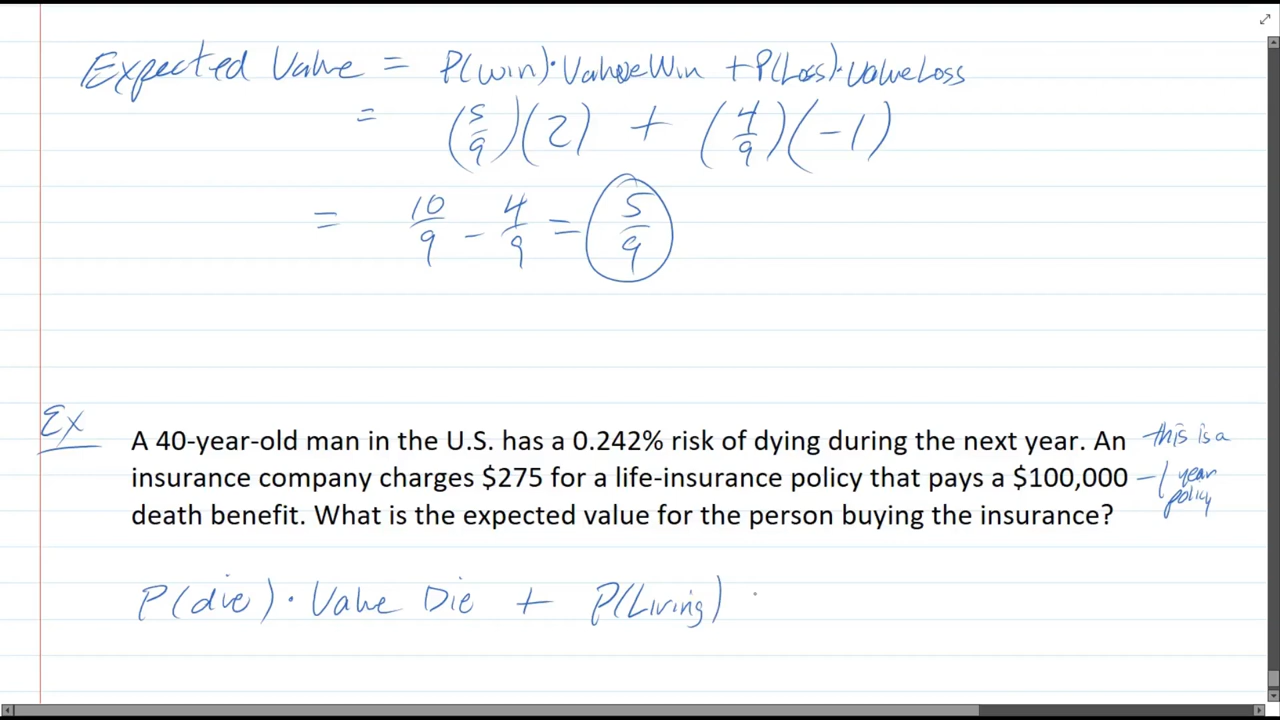 Expected Value = P(win)·ValueWin + P(Loss)·ValueLoss
= (5/9)(2) + (4/9)(-1)
= 10/9 - 4/9 = 5/9
Ex
A 40-year-old man in the U.S. has a 0.242% risk of dying during the next year. An
insurance company charges $275 for a life-insurance policy that pays a $100,000
death benefit. What is the expected value for the person buying the insurance?
this is a
1 year
policy
P(die) · Value Die + P(Living) ·